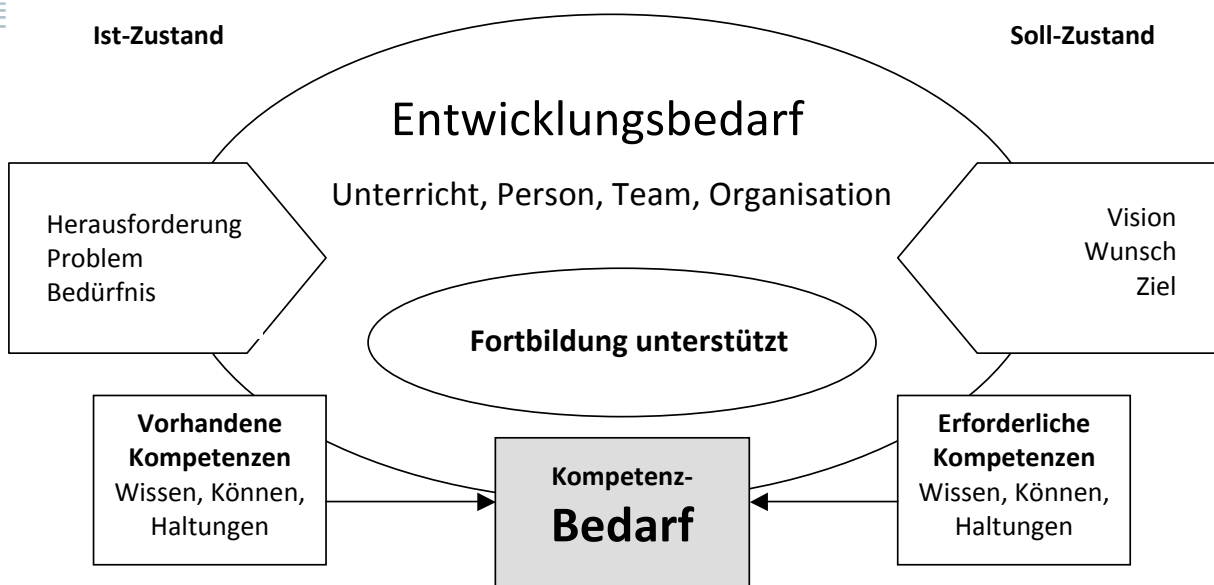 Ist-Zustand
Soll-Zustand
Entwicklungsbedarf
Unterricht, Person, Team, Organisation
Herausforderung
Problem
Bedürfnis
Vision
Wunsch
Ziel
Fortbildung unterstützt
Vorhandene
Kompetenzen
Wissen, Können,
Haltungen
Kompetenz-
Bedarf
Erforderliche
Kompetenzen
Wissen, Können,
Haltungen